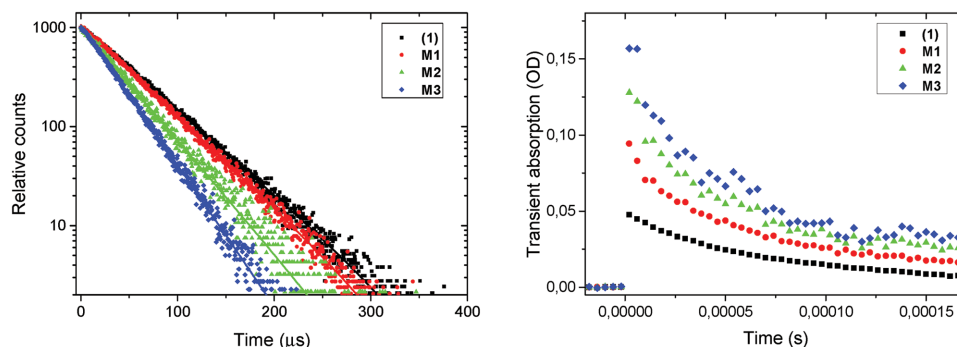 1000
100
10
Relative counts
0
100
200
300
400
Time (μs)
(1)
M1
M2
M3
0,15
0,10
0,05
0,00
Transient absorption (OD)
0,00000
0,00005
0,00010
0,00015
Time (s)
(1)
M1
M2
M3